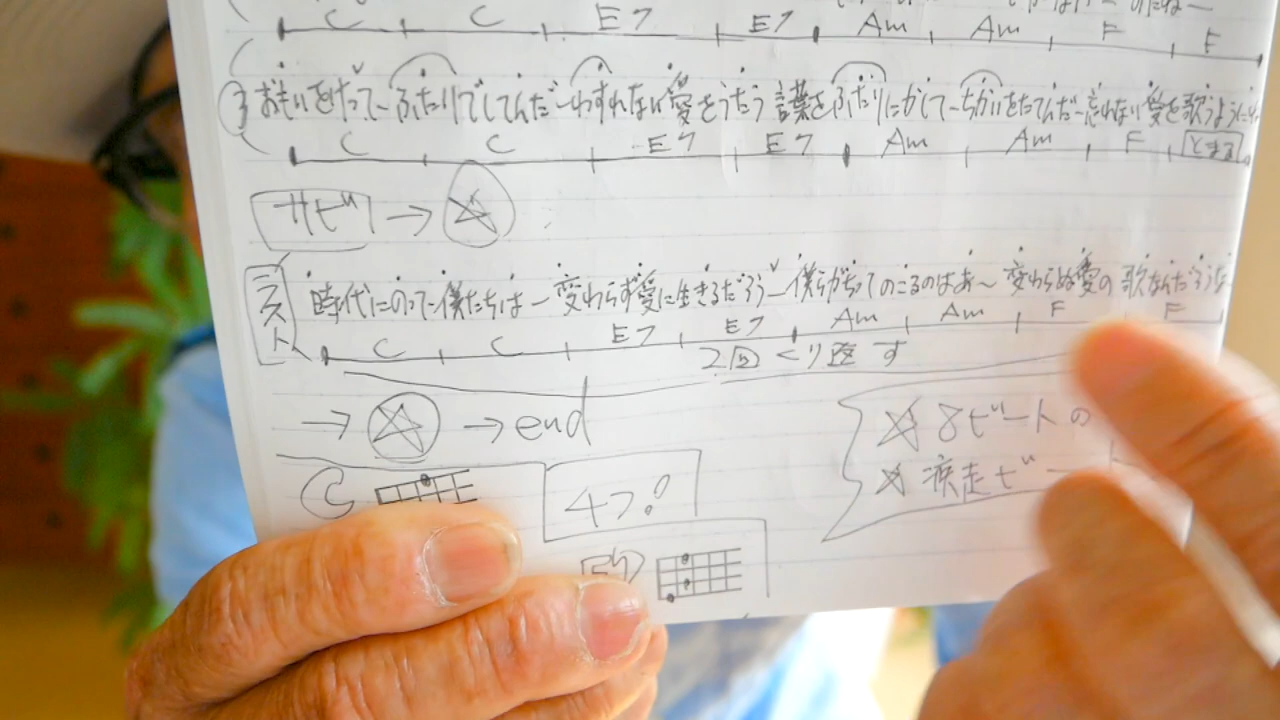 C C E7 E7 Am Am F F
③ おもいをけって〜ふたりでしてんだ〜わすれない愛をうたう 言葉をふたりにかして〜ちかいをたてんだ〜忘れない愛を歌うように
C C E7 E7 Am Am F とまる
サビ → ☆
ラスト 時代にのって〜僕たちは〜変わらず愛に生きるだろう〜僕らがちってのこるのはあ〜変わらぬ愛の歌なんだろうな
C C E7 E7 Am Am F F
2回くり返す
→ ☆ → end
☆ 8ビートの
☆ 疾走ビート
C
E7